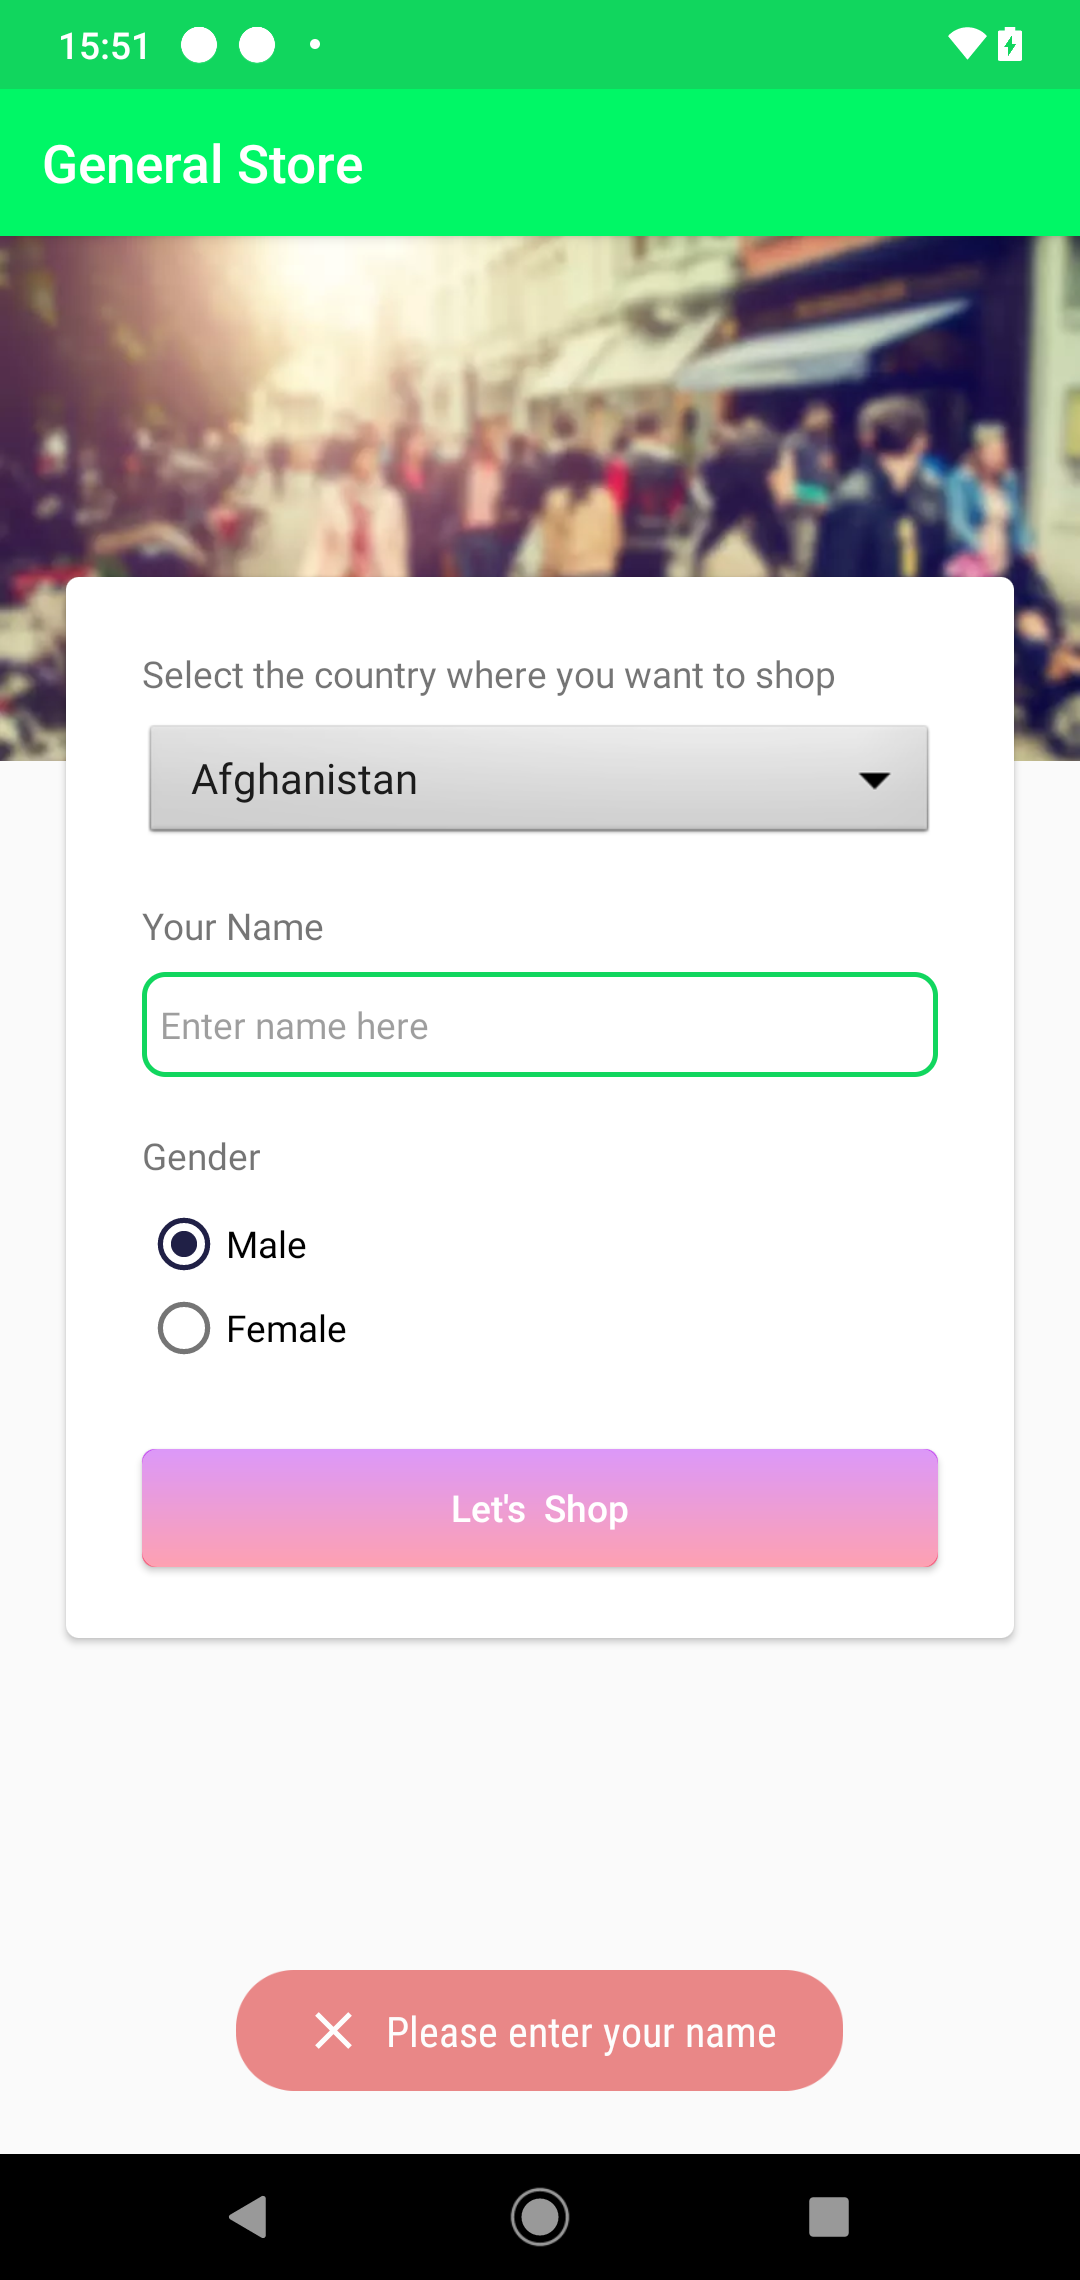 15:51
General Store
Select the country where you want to shop
Afghanistan
Your Name
Enter name here
Gender
Male
Female
Let's Shop
Please enter your name